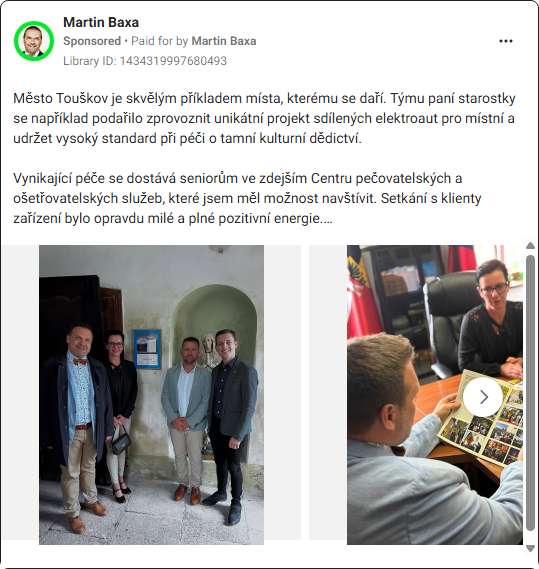 Martin Baxa
Sponsored • Paid for by Martin Baxa
Library ID: 1434319997680493
Město Touškov je skvělým příkladem místa, kterému se daří. Týmu paní starostky
se například podařilo zprovoznit unikátní projekt sdílených elektroaut pro místní a
udržet vysoký standard při péči o tamní kulturní dědictví.
Vynikající péče se dostává seniorům ve zdejším Centru pečovatelských a
ošetřovatelských služeb, které jsem měl možnost navštívit. Setkání s klienty
zařízení bylo opravdu milé a plné pozitivní energie.…